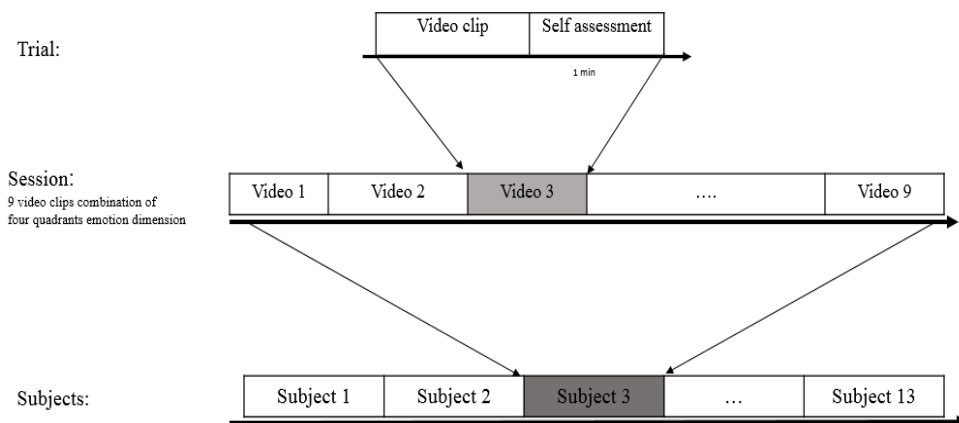 Trial:
Video clip
Self assessment
1 min
Session:
9 video clips combination of
four quadrants emotion dimension
Video 1
Video 2
Video 3
....
Video 9
Subjects:
Subject 1
Subject 2
Subject 3
...
Subject 13